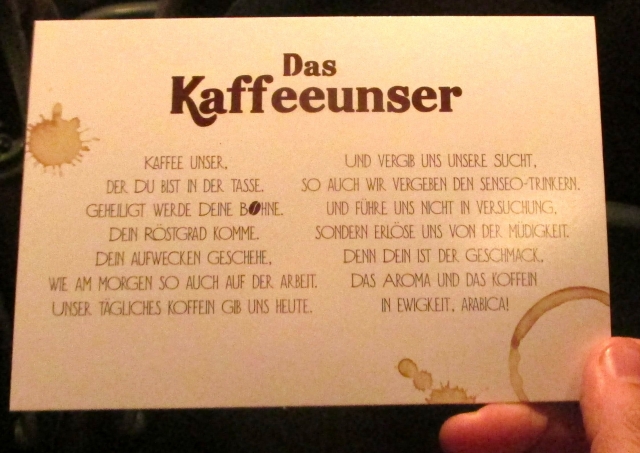 Das
Kaffeeunser
KAFFEE UNSER,
DER DU BIST IN DER TASSE.
GEHEILIGT WERDE DEINE BOHNE.
DEIN RÖSTGRAD KOMME.
DEIN AUFWECKEN GESCHEHE,
WIE AM MORGEN SO AUCH AUF DER ARBEIT.
UNSER TÄGLICHES KOFFEIN GIB UNS HEUTE.
UND VERGIB UNS UNSERE SUCHT,
SO AUCH WIR VERGEBEN DEN SENSEO-TRINKERN.
UND FÜHRE UNS NICHT IN VERSUCHUNG,
SONDERN ERLÖSE UNS VON DER MÜDIGKEIT.
DENN DEIN IST DER GESCHMACK,
DAS AROMA UND DAS KOFFEIN
IN EWIGKEIT, ARABICA!